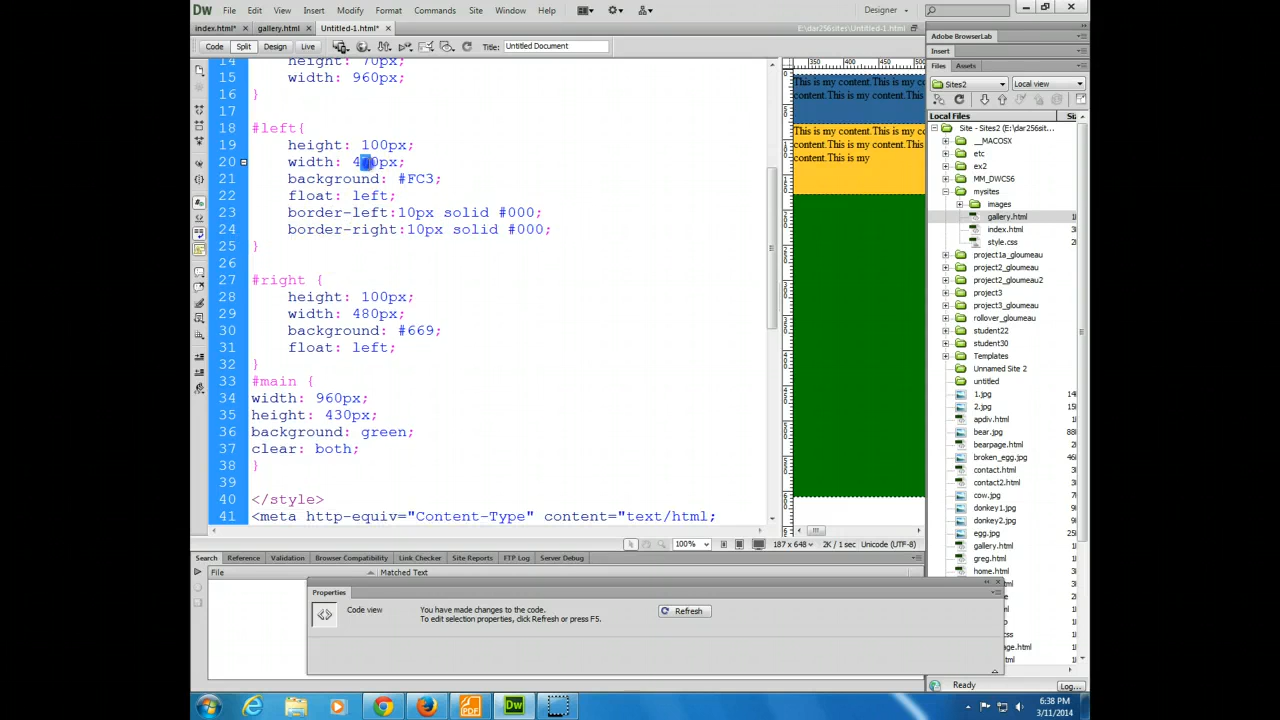 Dw File Edit View Insert Modify Format Commands Site Window Help Designer
index.html* × gallery.html × Untitled-1.html* × E:\dar256sites\Untitled-1.html
Code Split Design Live Title: Untitled Document
Adobe BrowserLab
Insert
Files Assets
Sites2 Local view
Local Files
Site - Sites2 (E:\dar256sit...
__MACOSX
etc
ex2
MM_DWCS6
mysites
images
gallery.html
index.html
style.css
project1a_gloumeau
project2_gloumeau
project2_gloumeau2
project3
project3_gloumeau
rollover_gloumeau
student22
student30
Templates
Unnamed Site 2
untitled
1.jpg
2.jpg
apdiv.html
bear.jpg
bearpage.html
broken_egg.jpg
contact.html
contact2.html
cow.jpg
donkey1.jpg
donkey2.jpg
egg.jpg
gallery.html
greg.html
home.html
14 height: 70px;
15 width: 960px;
16 }
17
18 #left{
19 height: 100px;
20 width: px;
21 background: #FC3;
22 float: left;
23 border-left:10px solid #000;
24 border-right:10px solid #000;
25 }
26
27 #right {
28 height: 100px;
29 width: 480px;
30 background: #669;
31 float: left;
32 }
33 #main {
34 width: 960px;
35 height: 430px;
36 background: green;
37 clear: both;
38 }
39
40 </style>
41 <meta http-equiv="Content-Type" content="text/html;
This is my content.This is my c
content.This is my content.This
This is my content.This is my c
content.This is my content.This
content.This is my
100% 187 x 648 2K / 1 sec Unicode (UTF-8)
Search Reference Validation Browser Compatibility Link Checker Site Reports FTP Log Server Debug
File Matched Text
Properties
Code view
You have made changes to the code.
To edit selection properties, click Refresh or press F5.
Refresh
Ready Log...
6:38 PM
3/11/2014